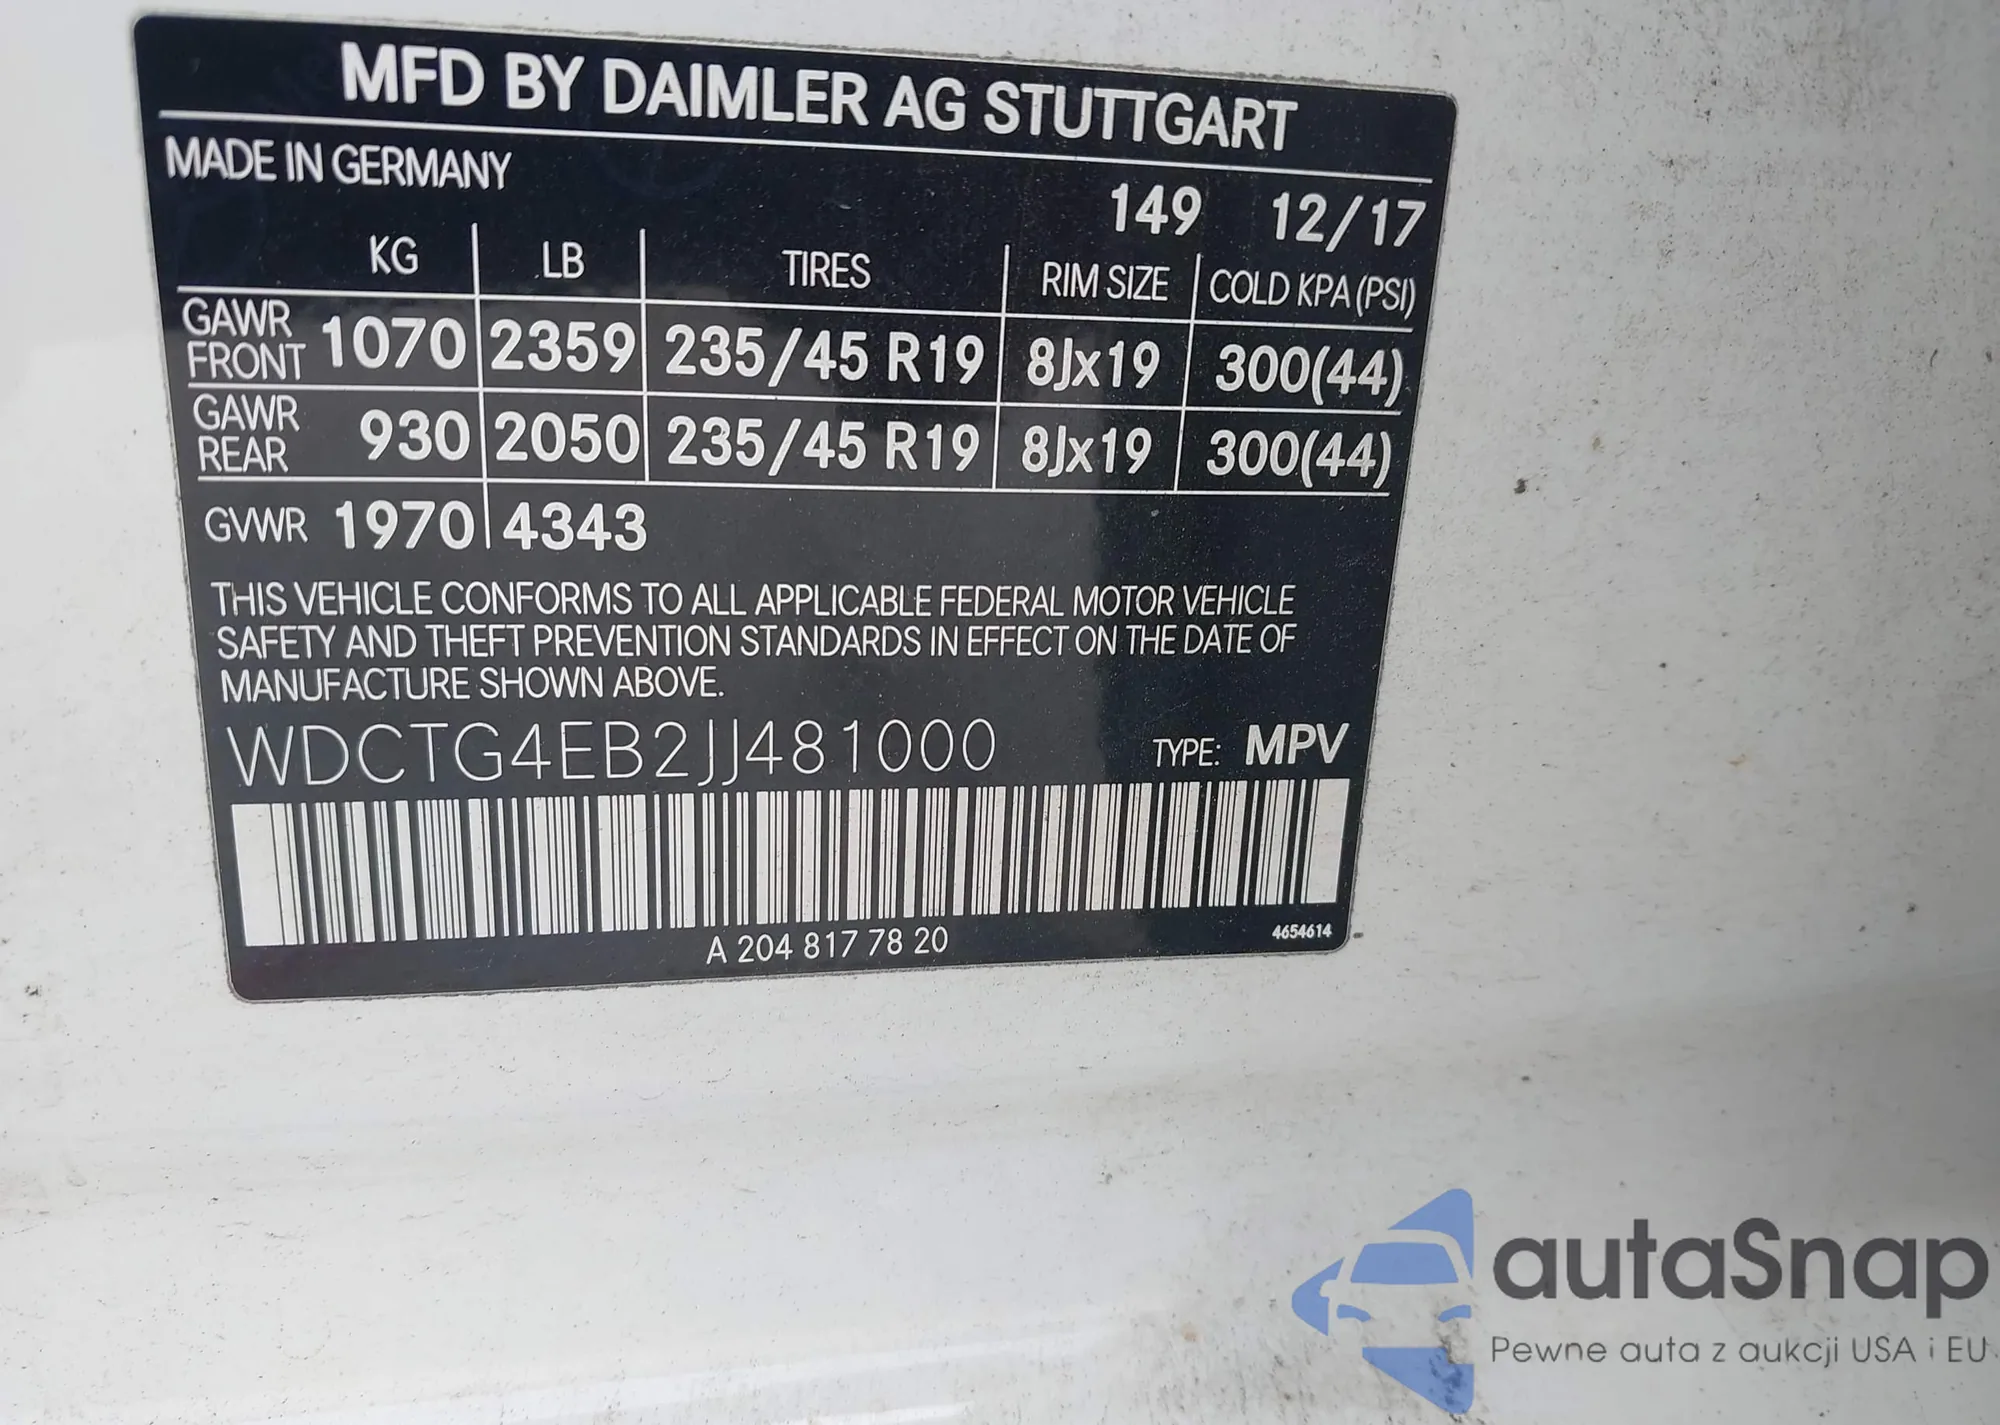 MFD BY DAIMLER AG STUTTGART
MADE IN GERMANY
149 12/17
KG LB TIRES RIM SIZE COLD KPA (PSI)
GAWR FRONT 1070 2359 235/45 R19 8Jx19 300(44)
GAWR REAR 930 2050 235/45 R19 8Jx19 300(44)
GVWR 1970 4343
THIS VEHICLE CONFORMS TO ALL APPLICABLE FEDERAL MOTOR VEHICLE
SAFETY AND THEFT PREVENTION STANDARDS IN EFFECT ON THE DATE OF
MANUFACTURE SHOWN ABOVE.
WDCTG4EB2JJ481000 TYPE: MPV
A 204 817 78 20 4654614
autaSnap
Pewne auta z aukcji USA i EU